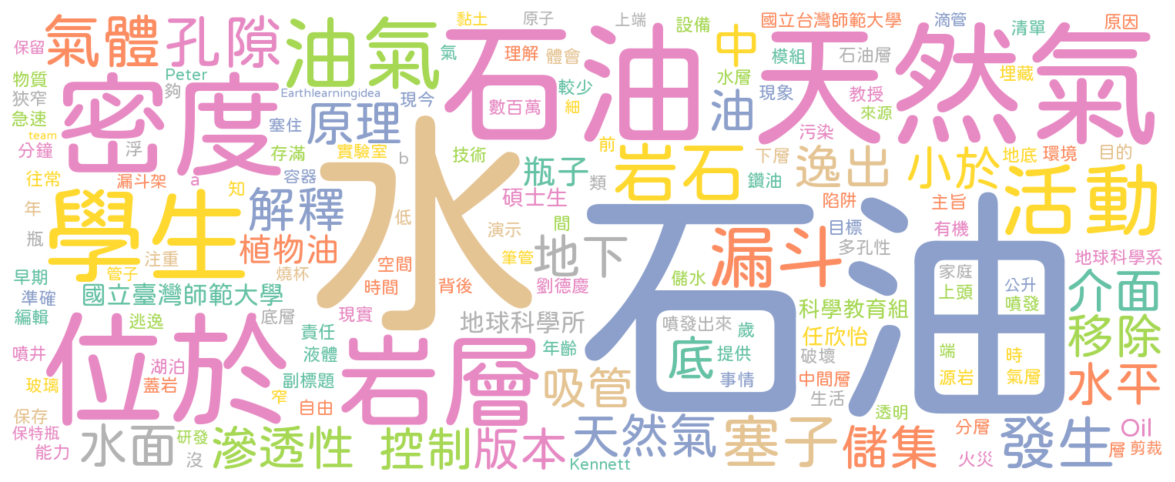 保留 氣體 孔隙 油氣 黏土 原子 上端 設備 國立台灣師範大學 滴管 清單 原因
氣 理解 體會 石油 中 模組 石油層 天然氣 埋藏
物質 Peter 密度 狹窄 夠 Earthlearningidea 現今 數百萬 較少 水層 油 現象 教授 來源
急速 塞住 原理 細 污染
team 分鐘 浮 存滿 實驗室 b 技術 前 岩石 下層 逸出 小於 地底 環境 目的
往常 漏斗架 a 容器 水 瓶子 類 鑽油
學生 知 解釋 低 碩士生 陷阱 主旨 活動
年 瓶 注重 植物油 演示 間 石油 漏斗 目標 多孔性 有機
早期 管子 燒杯 空間 筆管 地下 儲水 家庭 地球科學系
準確 國立臺灣師範大學 時間 背後 劉德慶 科學教育組 上頭 公升 噴發 介面
編輯 逃逸 底層 現實 地球科學所 噴發出來 歲 任欣怡 移除
噴井 位於 湖泊 責任 液體 岩層 年齡 底 提供 破壞 端 時
玻璃 蓋岩 副標題 窄 吸管 事情 中間層 源岩 氣層 水平
保存 自由 生活
保特瓶 水面 研發 滲透性 控制 版本 天然氣 塞子 透明 儲集 分層 發生 Oil
能力 沒 Kennett 火災 層 剪裁